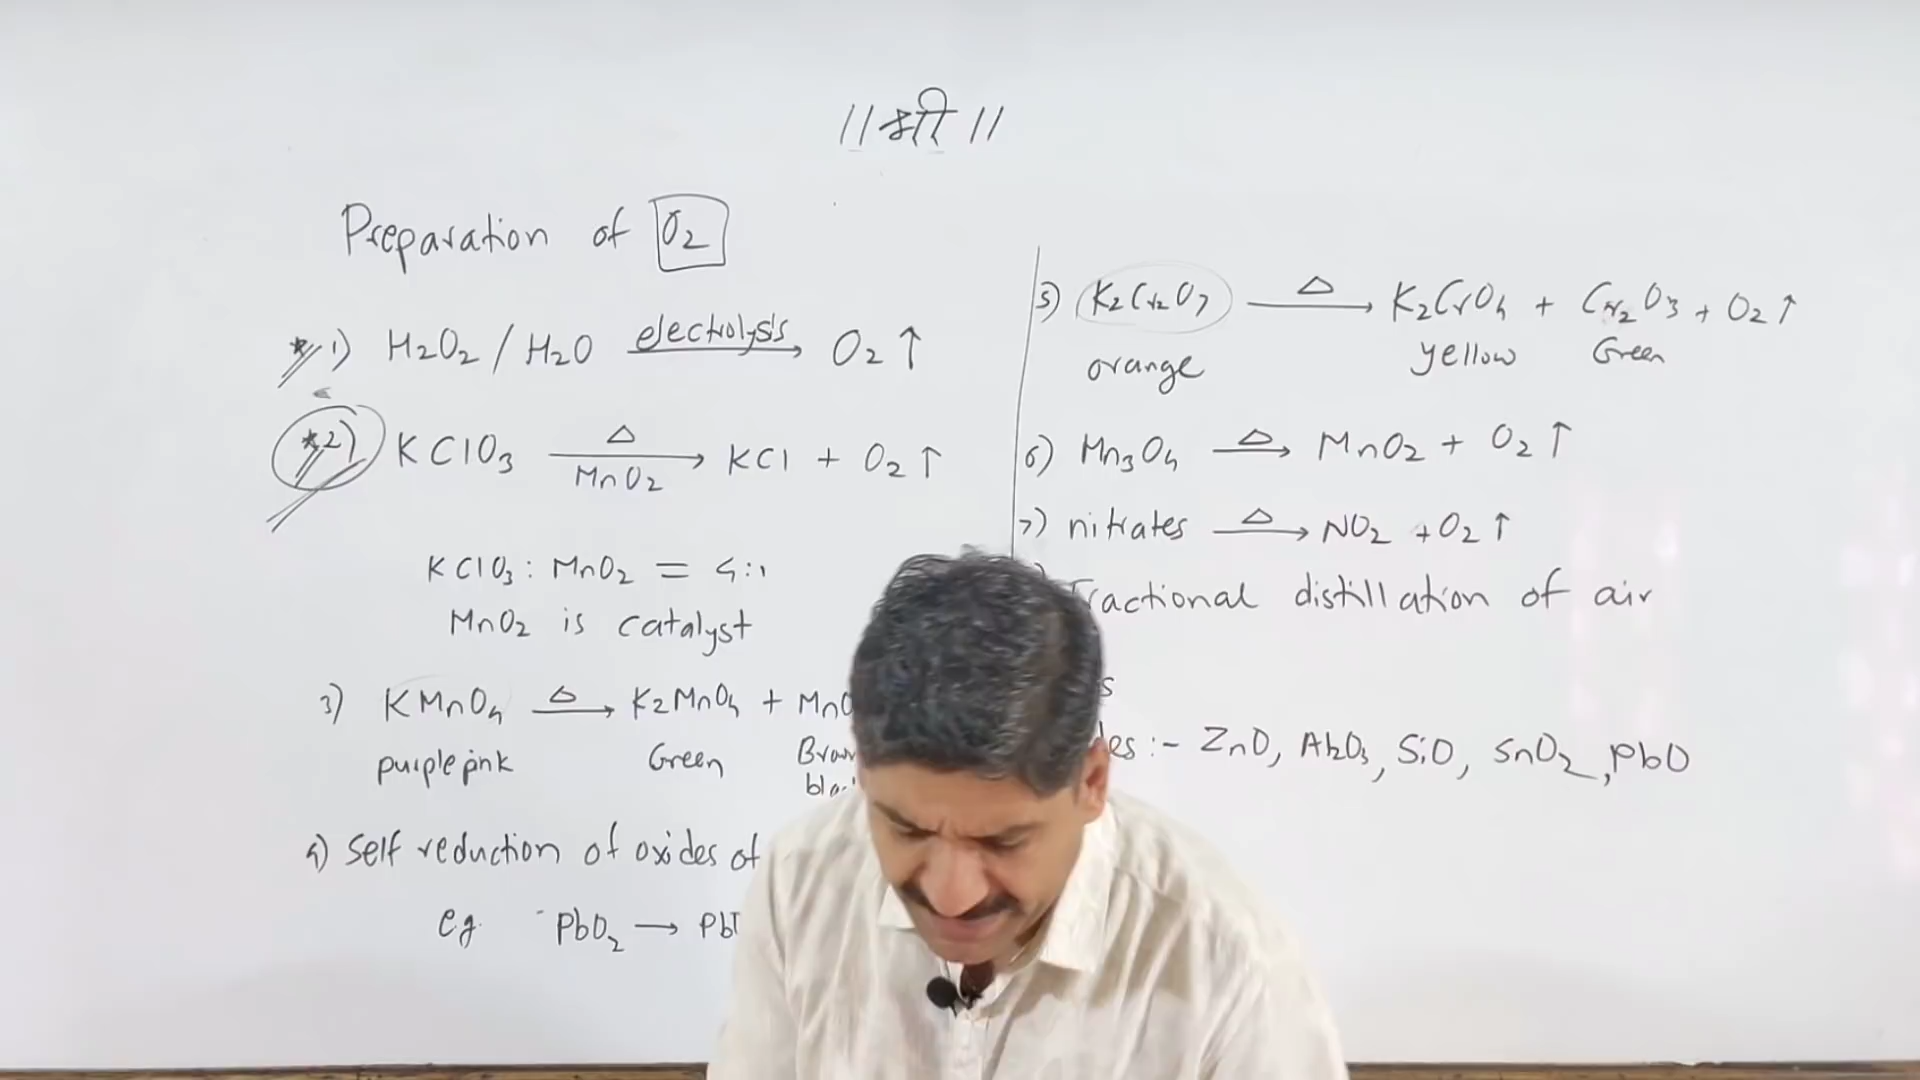 ॥ श्री ॥
Preparation of O2
1) H2O2 / H2O electrolysis → O2 ↑
*2) KClO3 Δ MnO2 → KCl + O2 ↑
KClO3 : MnO2 = 4:1
MnO2 is catalyst
3) KMnO4 Δ → K2MnO4 + MnO
purple pink Green
4) Self reduction of oxides of
e.g. PbO2 →
5) K2Cr2O7 Δ → K2CrO4 + Cr2O3 + O2 ↑
orange yellow Green
6) Mn3O4 Δ → MnO2 + O2 ↑
7) nitrates Δ → NO2 + O2 ↑
Fractional distillation of air
:- ZnO, Al2O3, SiO, SnO2, PbO